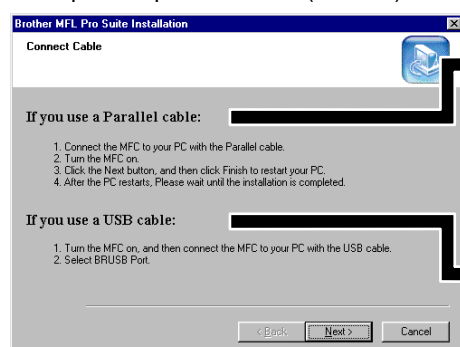 Brother MFL Pro Suite Installation
Connect Cable
If you use a Parallel cable:
1. Connect the MFC to your PC with the Parallel cable.
2. Turn the MFC on.
3. Click the Next button, and then click Finish to restart your PC.
4. After the PC restarts, Please wait until the installation is completed.
If you use a USB cable:
1. Turn the MFC on, and then connect the MFC to your PC with the USB cable.
2. Select BRUSB Port.
< Back
Next >
Cancel